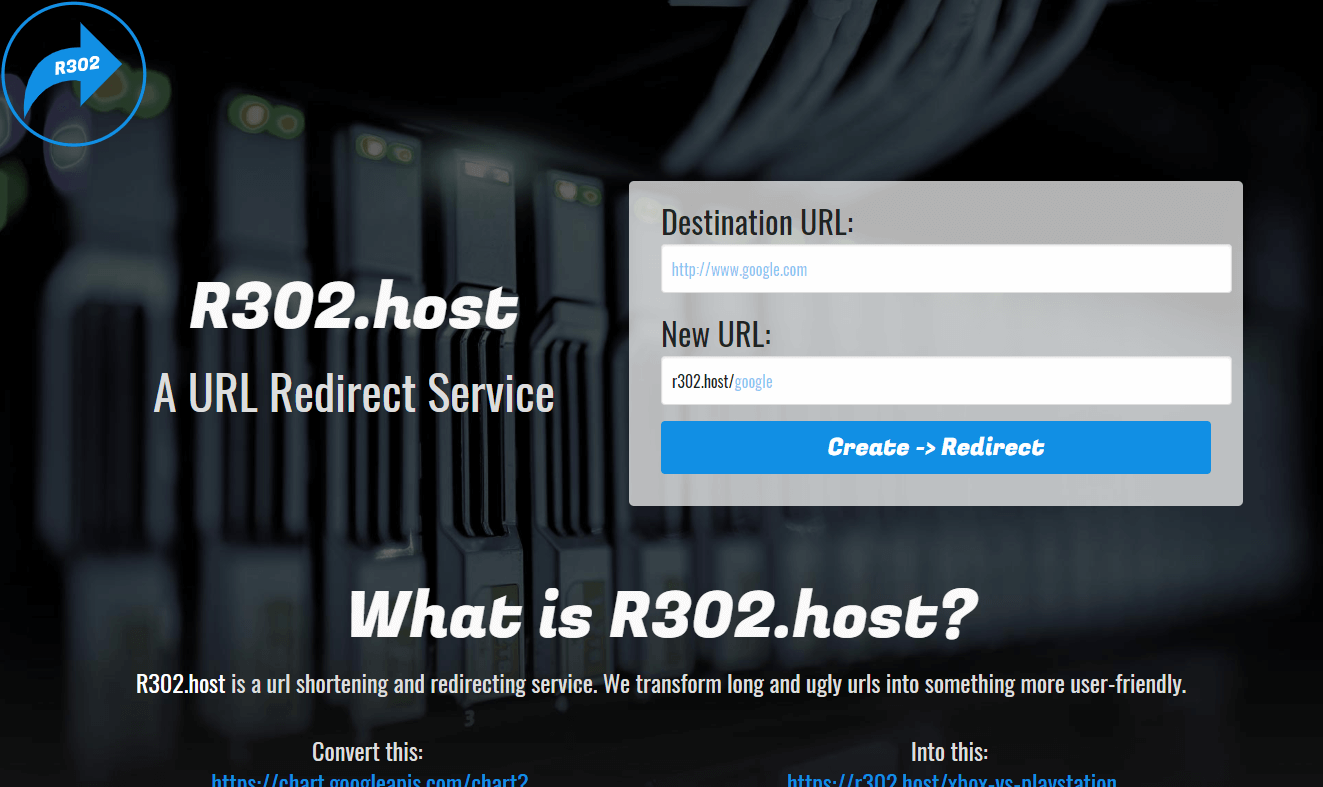 R302
R302.host
A URL Redirect Service
Destination URL:
http://www.google.com
New URL:
r302.host/google
Create -> Redirect
What is R302.host?
R302.host is a url shortening and redirecting service. We transform long and ugly urls into something more user-friendly.
3
4
Convert this:
https://chart.googleapis.com/chart?
Into this:
https://r302.host/xbox-vs-playstation